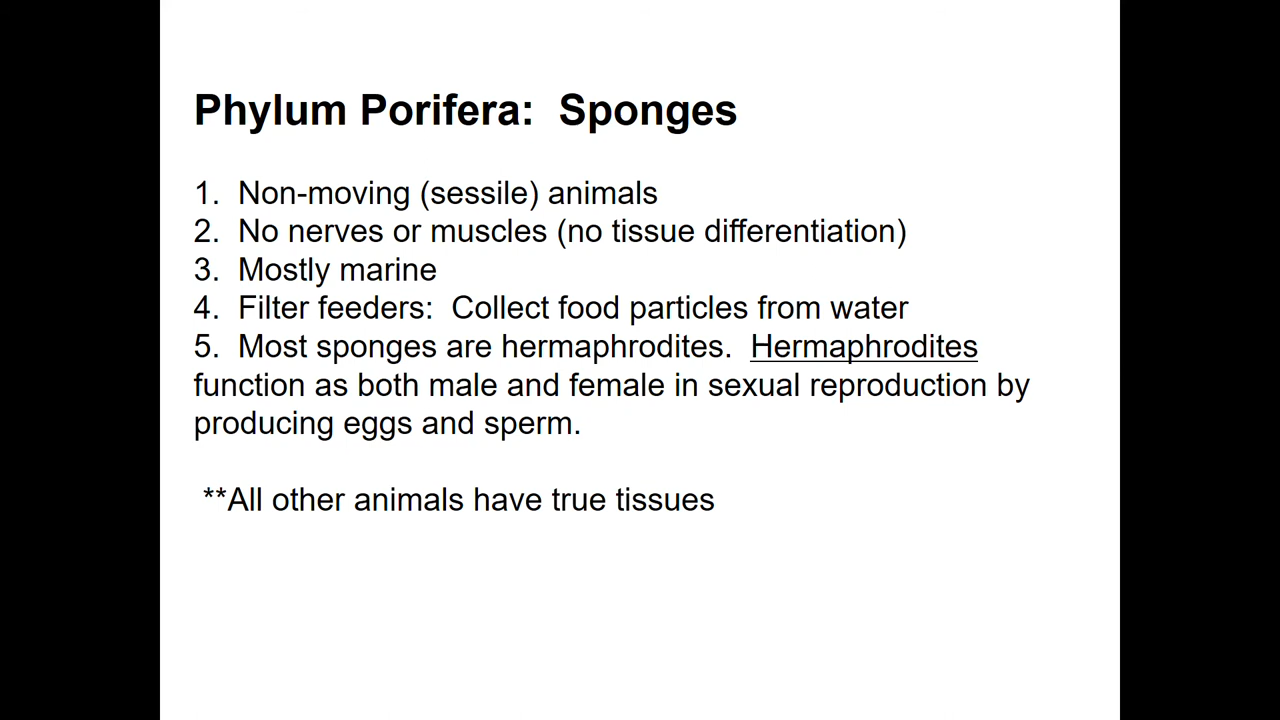 Phylum Porifera:  Sponges
1.  Non-moving (sessile) animals
2.  No nerves or muscles (no tissue differentiation)
3.  Mostly marine
4.  Filter feeders:  Collect food particles from water
5.  Most sponges are hermaphrodites.  Hermaphrodites
function as both male and female in sexual reproduction by
producing eggs and sperm.
**All other animals have true tissues